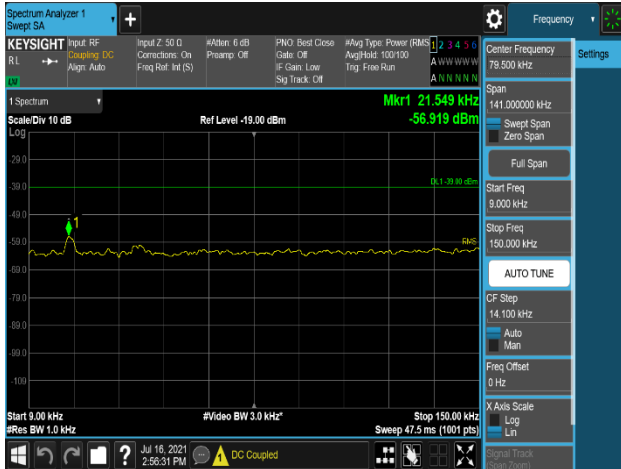 Spectrum Analyzer 1
Swept SA
+
Frequency
KEYSIGHT
R L
LV
Input: RF
Coupling: DC
Align: Auto
Input Z: 50 Ω
Corrections: On
Freq Ref: Int (S)
#Atten: 6 dB
Preamp: Off
PNO: Best Close
Gate: Off
IF Gain: Low
Sig Track: Off
#Avg Type: Power (RMS
Avg|Hold: 100/100
Trig: Free Run
1 2 3 4 5 6
A W W W W W
A N N N N N
Center Frequency
79.500 kHz
Settings
1 Spectrum
Mkr1 21.549 kHz
-56.919 dBm
Scale/Div 10 dB
Ref Level -19.00 dBm
Log
-29.0
-39.0
-49.0
-59.0
-69.0
-79.0
-89.0
-99.0
-109
DL1 -39.00 dBm
1
RMS
Start 9.00 kHz
#Video BW 3.0 kHz*
Stop 150.00 kHz
#Res BW 1.0 kHz
Sweep 47.5 ms (1001 pts)
Span
141.000000 kHz
Swept Span
Zero Span
Full Span
Start Freq
9.000 kHz
Stop Freq
150.000 kHz
AUTO TUNE
CF Step
14.100 kHz
Auto
Man
Freq Offset
0 Hz
X Axis Scale
Log
Lin
Signal Track
(Span Zoom)
?
Jul 16, 2021
2:56:31 PM
DC Coupled